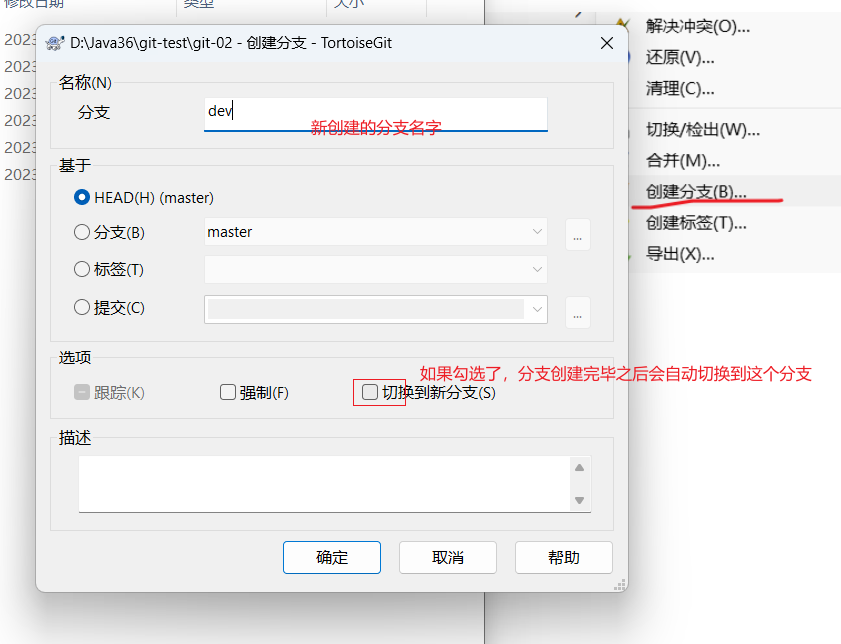 修改日期
类型
大小
2023
2023
2023
2023
2023
2023
D:\Java36\git-test\git-02 - 创建分支 - TortoiseGit
名称(N)
分支
dev
新创建的分支名字
基于
HEAD(H) (master)
分支(B)
master
...
标签(T)
提交(C)
...
选项
如果勾选了，分支创建完毕之后会自动切换到这个分支
跟踪(K)
强制(F)
切换到新分支(S)
描述
确定
取消
帮助
解决冲突(O)...
还原(V)...
清理(C)...
切换/检出(W)...
合并(M)...
创建分支(B)...
创建标签(T)...
导出(X)...